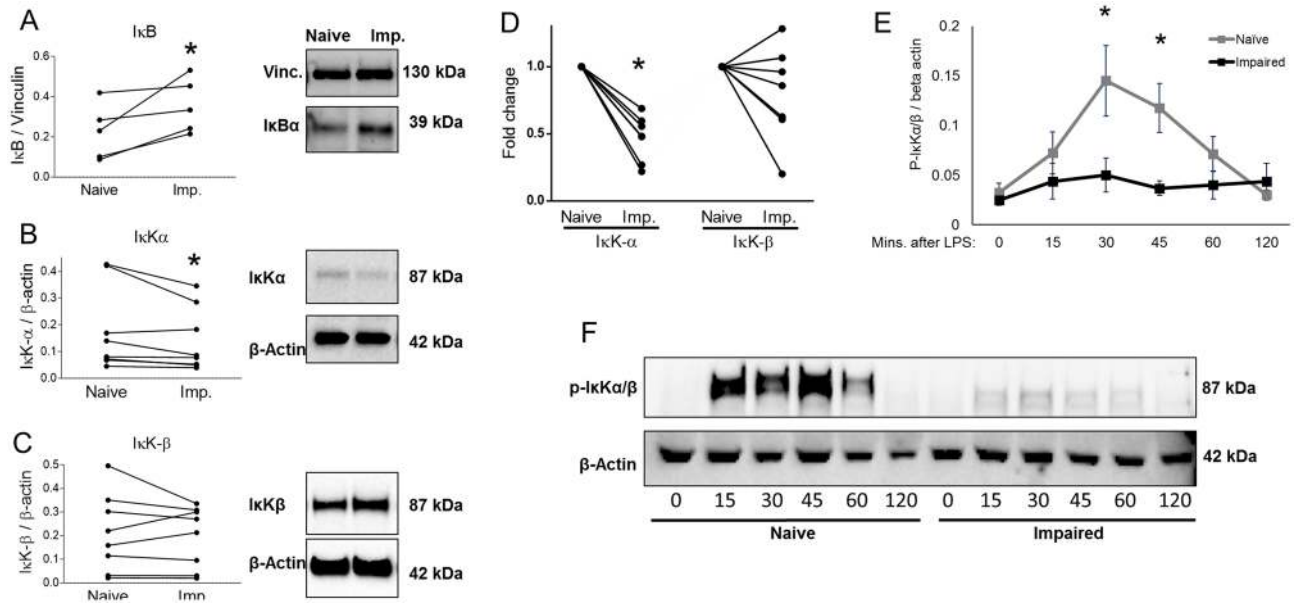 A
IκB
*
IκB / Vinculin
0.6
0.4
0.2
0.0
Naive
Imp.
Naive Imp.
Vinc. 130 kDa
IκBα 39 kDa
B
IκKα
*
IκK-α / β-actin
0.4
0.3
0.2
0.1
0.0
Naive
Imp.
IκKα 87 kDa
β-Actin 42 kDa
C
IκK-β
IκK-β / β-actin
0.5
0.4
0.3
0.2
0.1
0.0
Naive
Imp
IκKβ 87 kDa
β-Actin 42 kDa
D
Fold change
*
1.0
0.5
0.0
Naive Imp. Naive Imp.
IκK-α IκK-β
E
P-IκKα/β / beta actin
0.2
0.15
0.1
0.05
0
* *
Naïve
Impaired
Mins. after LPS: 0 15 30 45 60 120
F
p-IκKα/β 87 kDa
β-Actin 42 kDa
0 15 30 45 60 120 0 15 30 45 60 120
Naive Impaired